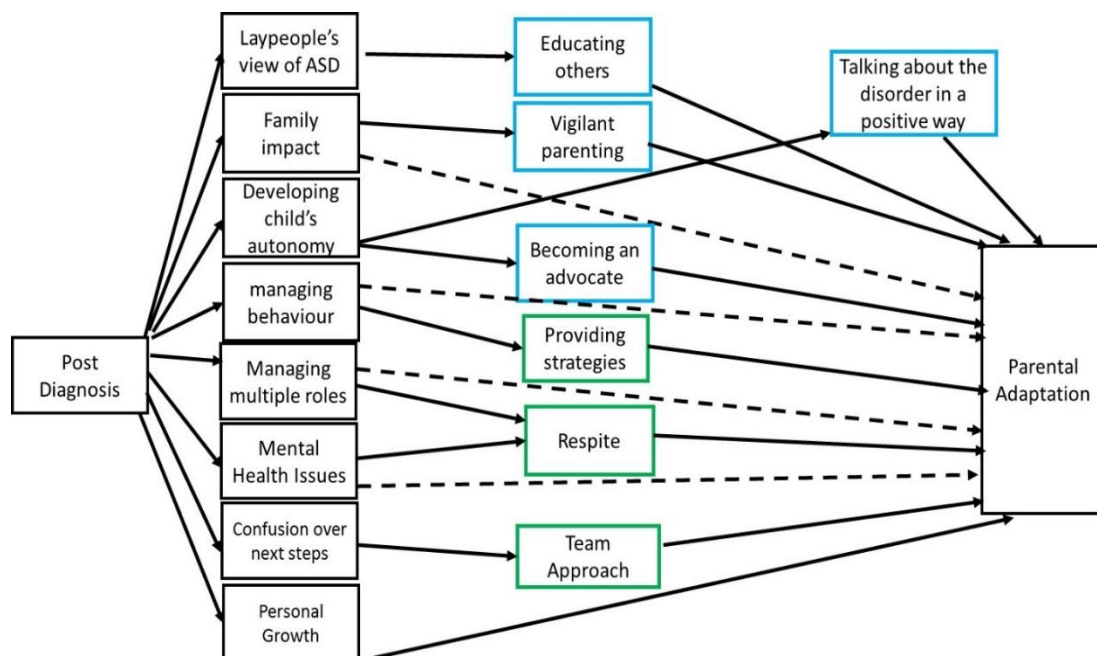 Laypeople's
view of ASD
Educating
others
Talking about the
disorder in a
positive way
Family
impact
Vigilant
parenting
Developing
child's
autonomy
Becoming an
advocate
managing
behaviour
Providing
strategies
Post
Diagnosis
Managing
multiple roles
Parental
Adaptation
Respite
Mental
Health Issues
Confusion over
next steps
Team
Approach
Personal
Growth